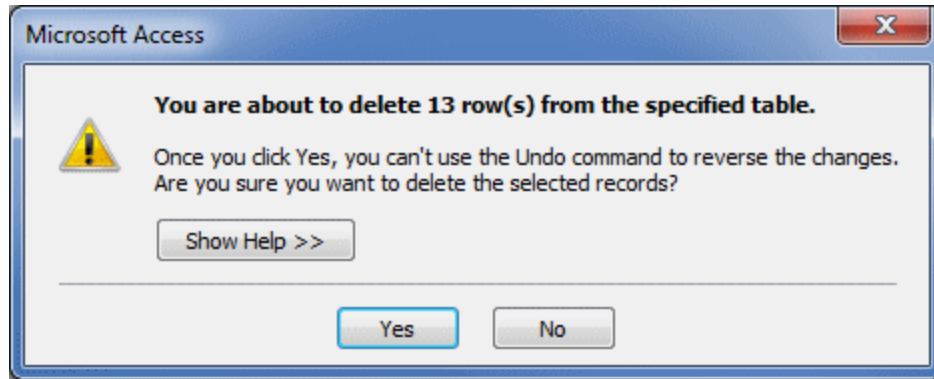 Microsoft Access
You are about to delete 13 row(s) from the specified table.
Once you click Yes, you can't use the Undo command to reverse the changes.
Are you sure you want to delete the selected records?
Show Help >>
Yes No